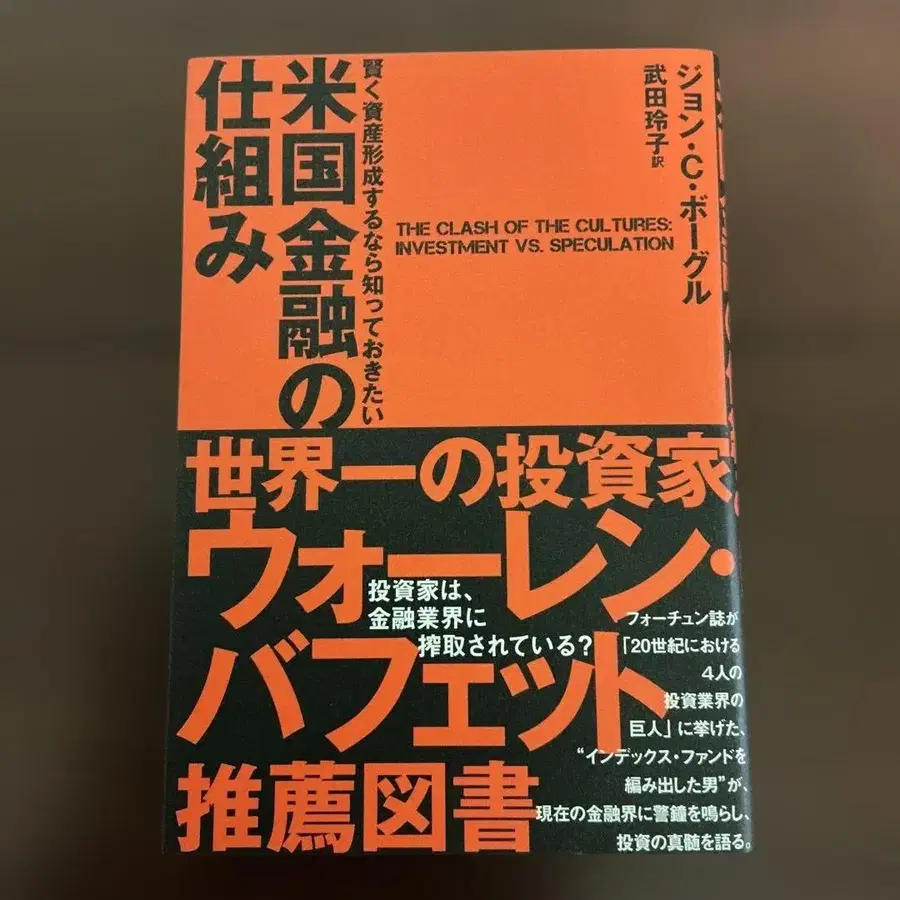 ジョン・C・ボーグル
武田玲子 訳
THE CLASH OF THE CULTURES:
INVESTMENT VS. SPECULATION
賢く資産形成するなら知っておきたい
米国金融の
仕組み
世界一の投資家
ウォーレン・
バフェット
推薦図書
投資家は、
金融業界に
搾取されている?
フォーチュン誌が
「20世紀における
4人の
投資業界の
巨人」に挙げた、
“インデックス・ファンドを
編み出した男”が、
現在の金融界に警鐘を鳴らし、
投資の真髄を語る。